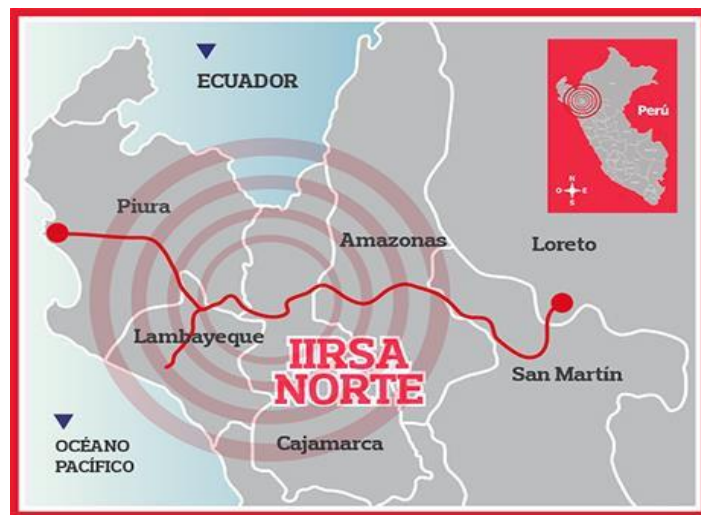 ECUADOR
Perú
N
O E
S
Piura
Amazonas
Loreto
Lambayeque
IIRSA
NORTE
San Martín
Cajamarca
OCÉANO
PACÍFICO